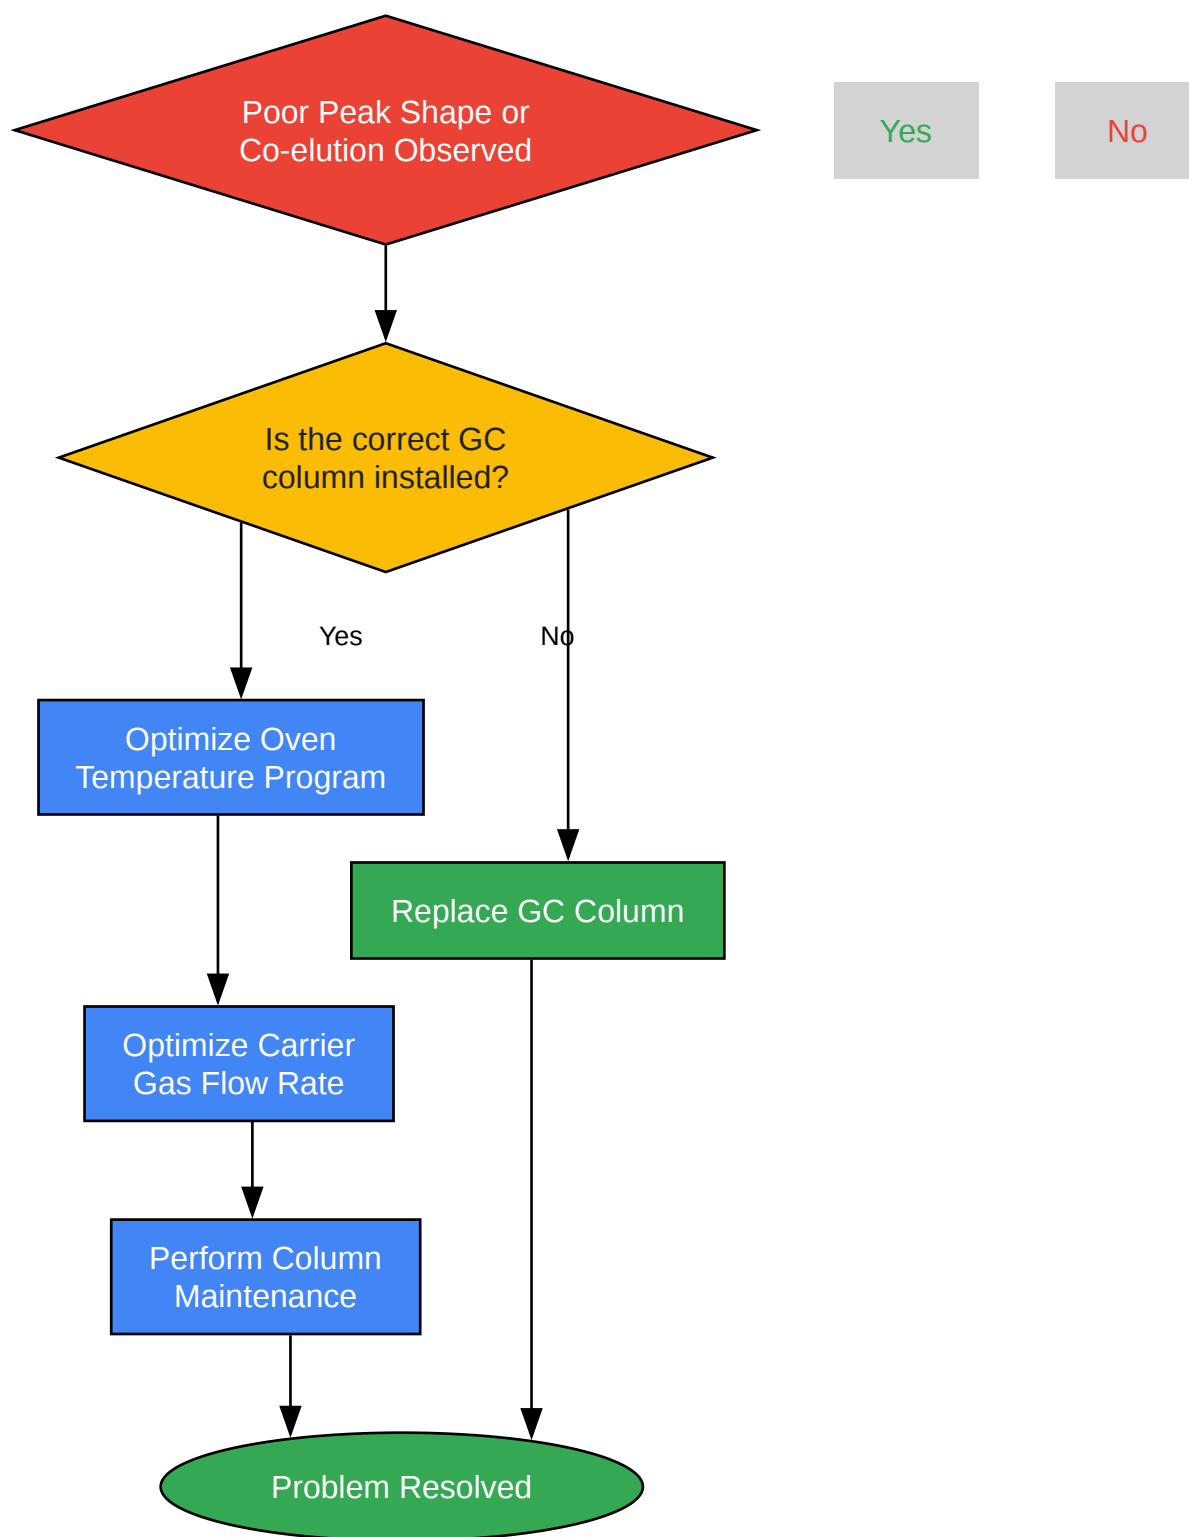 Poor Peak Shape or
Co-elution Observed
Yes
No
Is the correct GC
column installed?
Yes
No
Optimize Oven
Temperature Program
Replace GC Column
Optimize Carrier
Gas Flow Rate
Perform Column
Maintenance
Problem Resolved